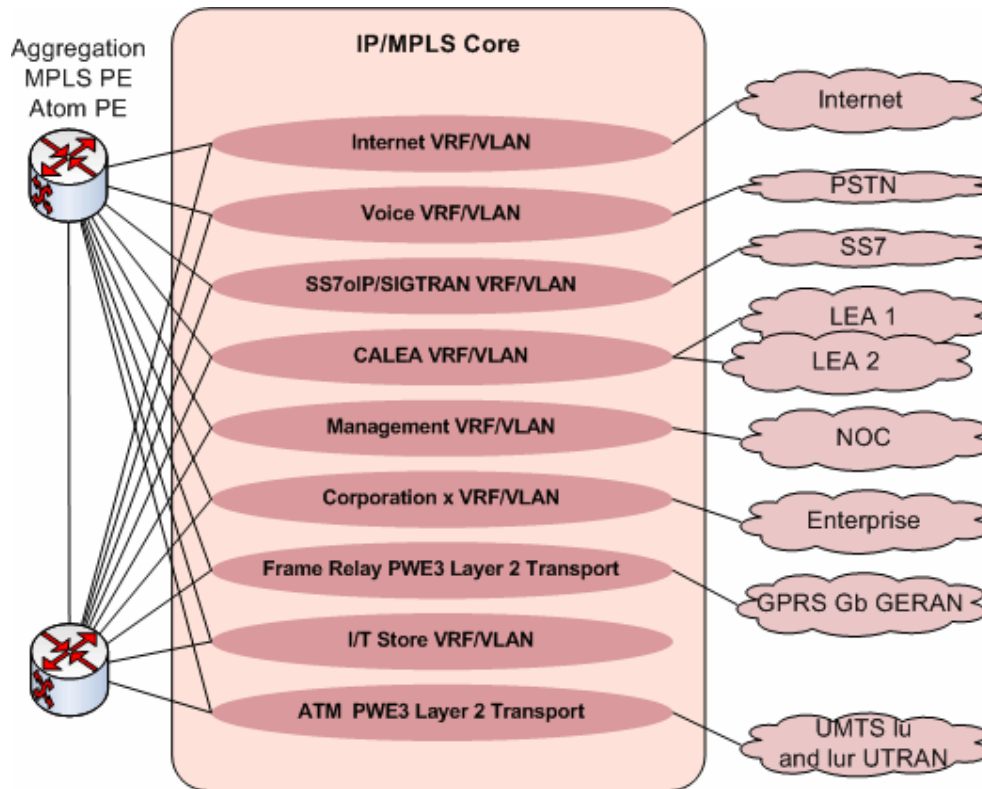 Aggregation
MPLS PE
Atom PE
IP/MPLS Core
Internet VRF/VLAN
Voice VRF/VLAN
SS7oIP/SIGTRAN VRF/VLAN
CALEA VRF/VLAN
Management VRF/VLAN
Corporation x VRF/VLAN
Frame Relay PWE3 Layer 2 Transport
I/T Store VRF/VLAN
ATM PWE3 Layer 2 Transport
Internet
PSTN
SS7
LEA 1
LEA 2
NOC
Enterprise
GPRS Gb GERAN
UMTS Iu
and Iur UTRAN